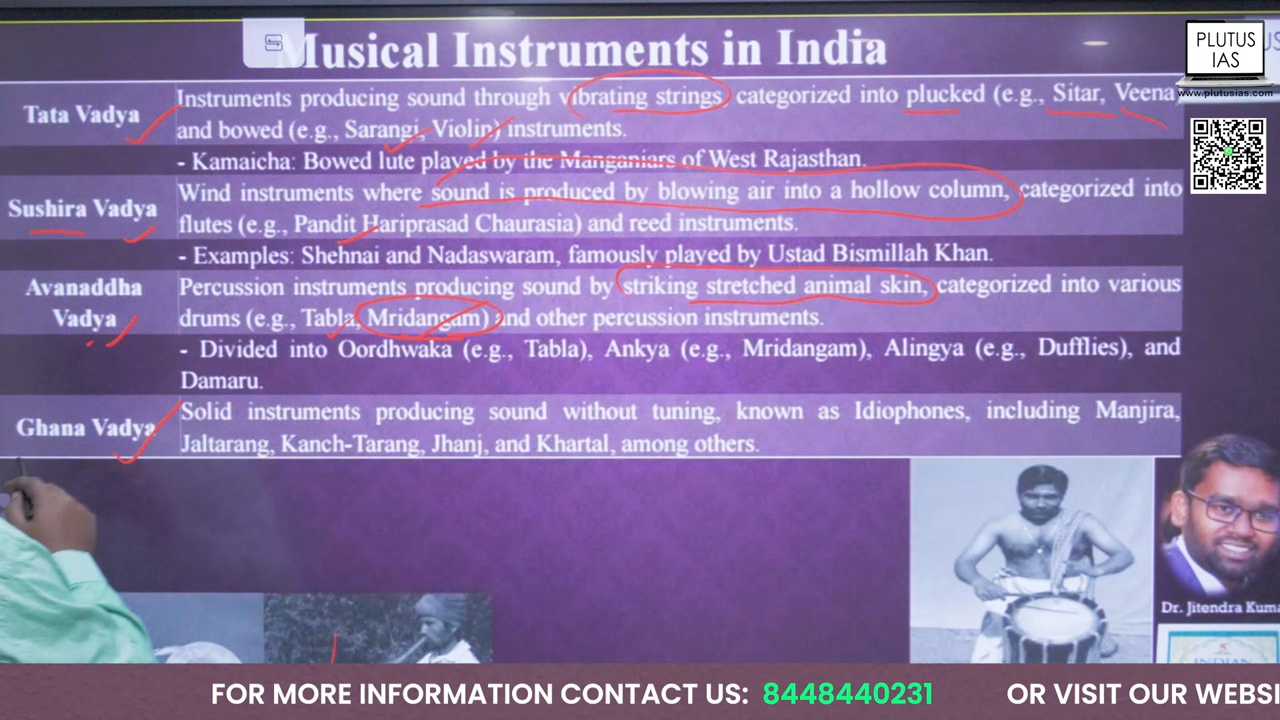 Musical Instruments in India
PLUTUS
IAS
www.plutusias.com
Tata Vadya
Instruments producing sound through vibrating strings, categorized into plucked (e.g., Sitar, Veena)
and bowed (e.g., Sarangi, Violin) instruments.
- Kamaicha: Bowed lute played by the Manganiars of West Rajasthan.
Sushira Vadya
Wind instruments where sound is produced by blowing air into a hollow column, categorized into
flutes (e.g., Pandit Hariprasad Chaurasia) and reed instruments.
- Examples: Shehnai and Nadaswaram, famously played by Ustad Bismillah Khan.
Avanaddha
Vadya
Percussion instruments producing sound by striking stretched animal skin, categorized into various
drums (e.g., Tabla, Mridangam) and other percussion instruments.
- Divided into Oordhwaka (e.g., Tabla), Ankya (e.g., Mridangam), Alingya (e.g., Dufflies), and
Damaru.
Ghana Vadya
Solid instruments producing sound without tuning, known as Idiophones, including Manjira,
Jaltarang, Kanch-Tarang, Jhanj, and Khartal, among others.
Dr. Jitendra Kuma
INDIAN
FOR MORE INFORMATION CONTACT US: 8448440231 OR VISIT OUR WEBSI